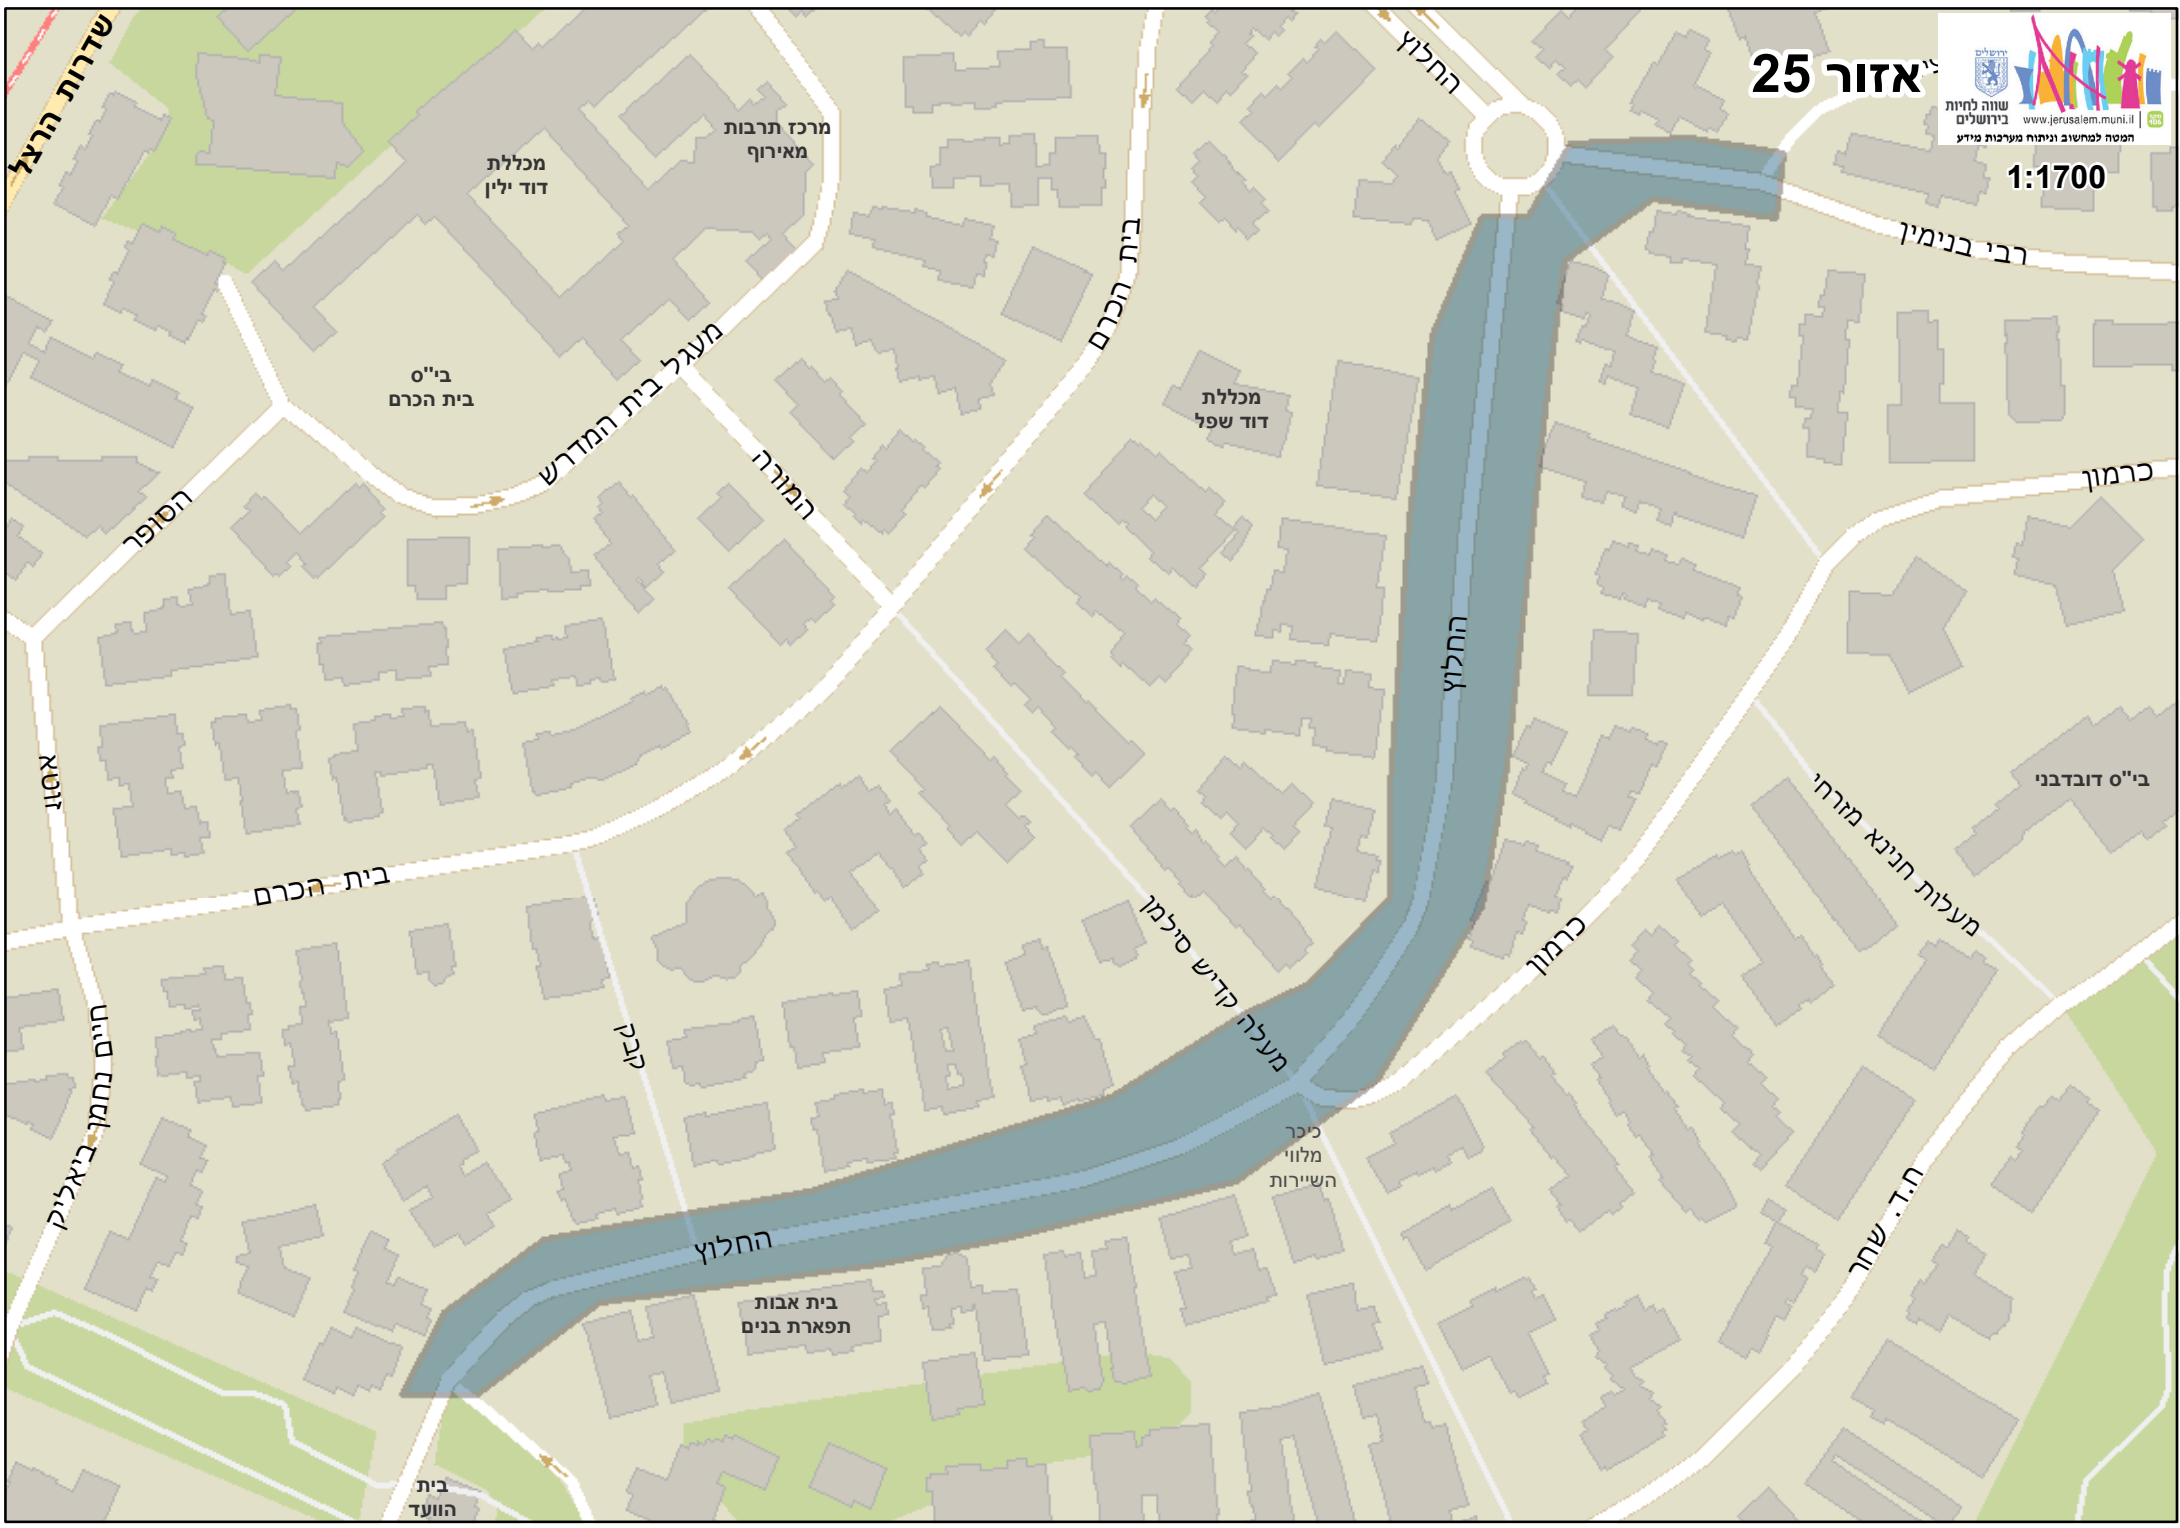 שדרות הרצל
החלוץ
אזור 25
ירושלים
שווה לחיות
בירושלים
www.jerusalem.muni.il
המטה למחשוב וניתוח מערכות מידע
1:1700
מרכז תרבות
מאירוף
מכללת
דוד ילין
בית הכרם
רבי בנימין
מעגל בית המדרש
בי"ס
בית הכרם
מכללת
דוד שפל
המורה
כרמון
הסופר
החלוץ
אטון
בי"ס דובדבני
מעלות חנינא מזרחי
בית הכרם
מעלה קדיש סילמן
כרמון
חיים נחמן ביאליק
קבק
כיכר
מלווי
השיירות
ח.ד. שחר
החלוץ
בית אבות
תפארת בנים
בית
הוועד